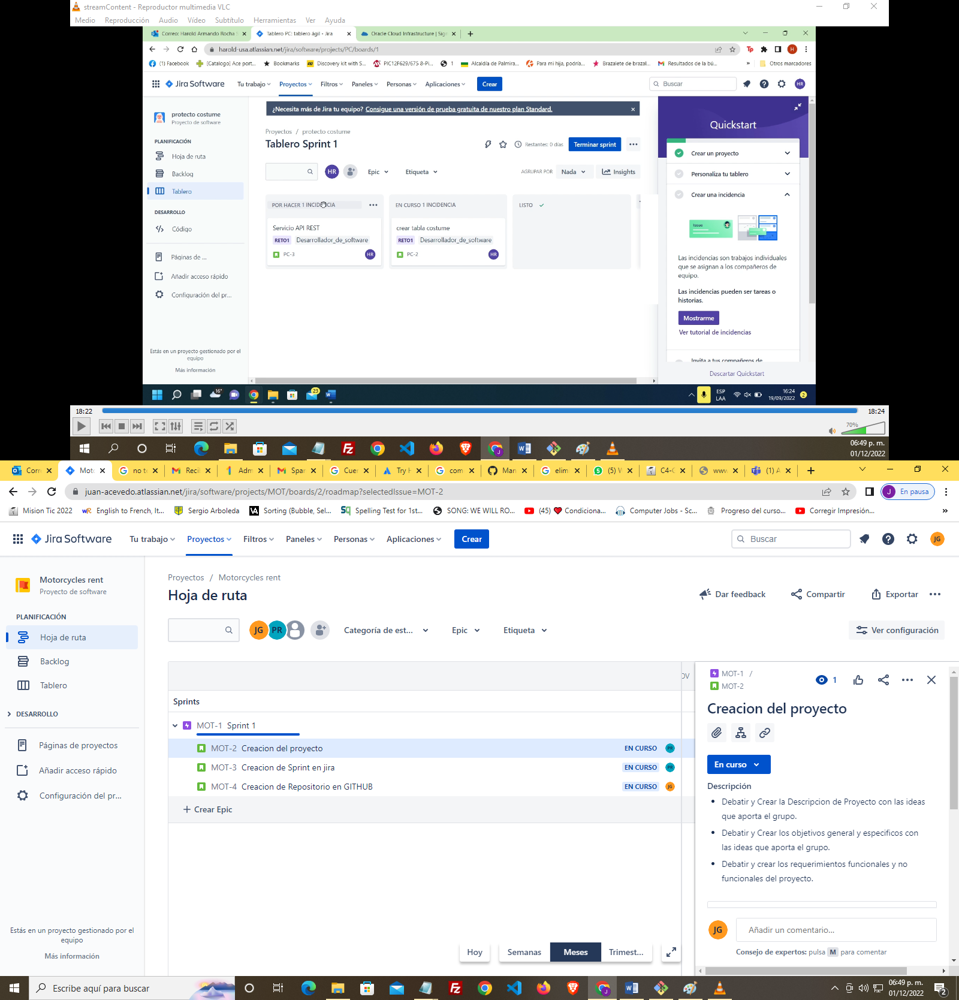 streamContent - Reproductor multimedia VLC
Medio Reproducción Audio Vídeo Subtítulo Herramientas Ver Ayuda
Correo: Harold Armando Rocha
Tablero PC: tablero ágil - Jira
Oracle Cloud Infrastructure | Sig
harold-usa.atlassian.net/jira/software/projects/PC/boards/1
(1) Facebook [Catalogo] Ace port... Bookmarks Discovery kit with S... PIC12F629/675 8-Pi... 1 Alcaldía de Palmira... Para mi hija, podría... Brazalete de brazal... Resultados de la bú... » Otros marcadores
Jira Software Tu trabajo Proyectos Filtros Paneles Personas Aplicaciones Crear Buscar HR
protecto costume
Proyecto de software
PLANIFICACIÓN
Hoja de ruta
Backlog
Tablero
DESARROLLO
Código
Páginas de ...
Añadir acceso rápido
Configuración del pr...
Estás en un proyecto gestionado por el equipo
Más información
¿Necesita más de Jira tu equipo? Consigue una versión de prueba gratuita de nuestro plan Standard.
Proyectos / protecto costume
Tablero Sprint 1
Restantes: 0 días Terminar sprint
HR Epic Etiqueta AGRUPAR POR Nada Insights
POR HACER 1 INCIDENCIA
Servicio API REST
RETO1 Desarrollador_de_software
PC-3 HR
EN CURSO 1 INCIDENCIA
crear tabla costume
RETO1 Desarrollador_de_software
PC-2 HR
LISTO
Quickstart
Crear un proyecto
Personaliza tu tablero
Crear una incidencia
ISSUE
Las incidencias son trabajos individuales
que se asignan a los compañeros de
equipo.
Las incidencias pueden ser tareas o
historias.
Mostrarme
Ver tutorial de incidencias
Invita a tus compañeros de
Descartar Quickstart
16° 23 ESP LAA 16:24 19/09/2022 2
18:22 18:24
70%
06:49 p. m.
01/12/2022
Corr Moto no t Reci Adm Spar Cuer Try H com Man elim (5) W C4-C www (1) A
juan-acevedo.atlassian.net/jira/software/projects/MOT/boards/2/roadmap?selectedIssue=MOT-2 J En pausa
Mision Tic 2022 English to French, It... Sergio Arboleda Sorting (Bubble, Sel... Spelling Test for 1st... SONG: WE WILL RO... (45) Condiciona... Computer Jobs - Sc... Progreso del curso... Corregir Impresión... »
Jira Software Tu trabajo Proyectos Filtros Paneles Personas Aplicaciones Crear Buscar JG
Motorcycles rent
Proyecto de software
PLANIFICACIÓN
Hoja de ruta
Backlog
Tablero
DESARROLLO
Páginas de proyectos
Añadir acceso rápido
Configuración del pr...
Estás en un proyecto gestionado por el
equipo
Más información
Proyectos / Motorcycles rent
Hoja de ruta
Dar feedback Compartir Exportar
JG PR Categoría de est... Epic Etiqueta Ver configuración
OV
Sprints
MOT-1 Sprint 1
MOT-2 Creacion del proyecto EN CURSO PR
MOT-3 Creacion de Sprint en jira EN CURSO PR
MOT-4 Creacion de Repositorio en GITHUB EN CURSO JG
+ Crear Epic
Hoy Semanas Meses Trimest...
MOT-1 /
MOT-2
1
Creacion del proyecto
En curso
Descripción
• Debatir y Crear la Descripcion de Proyecto con las ideas
que aporta el grupo.
• Debatir y Crear los objetivos general y especificos con
las ideas que aporta el grupo.
• Debatir y crear los requerimientos funcionales y no
funcionales del proyecto.
JG Añadir un comentario...
Consejo de expertos: pulsa M para comentar
Escribe aquí para buscar
06:49 p. m.
01/12/2022 2